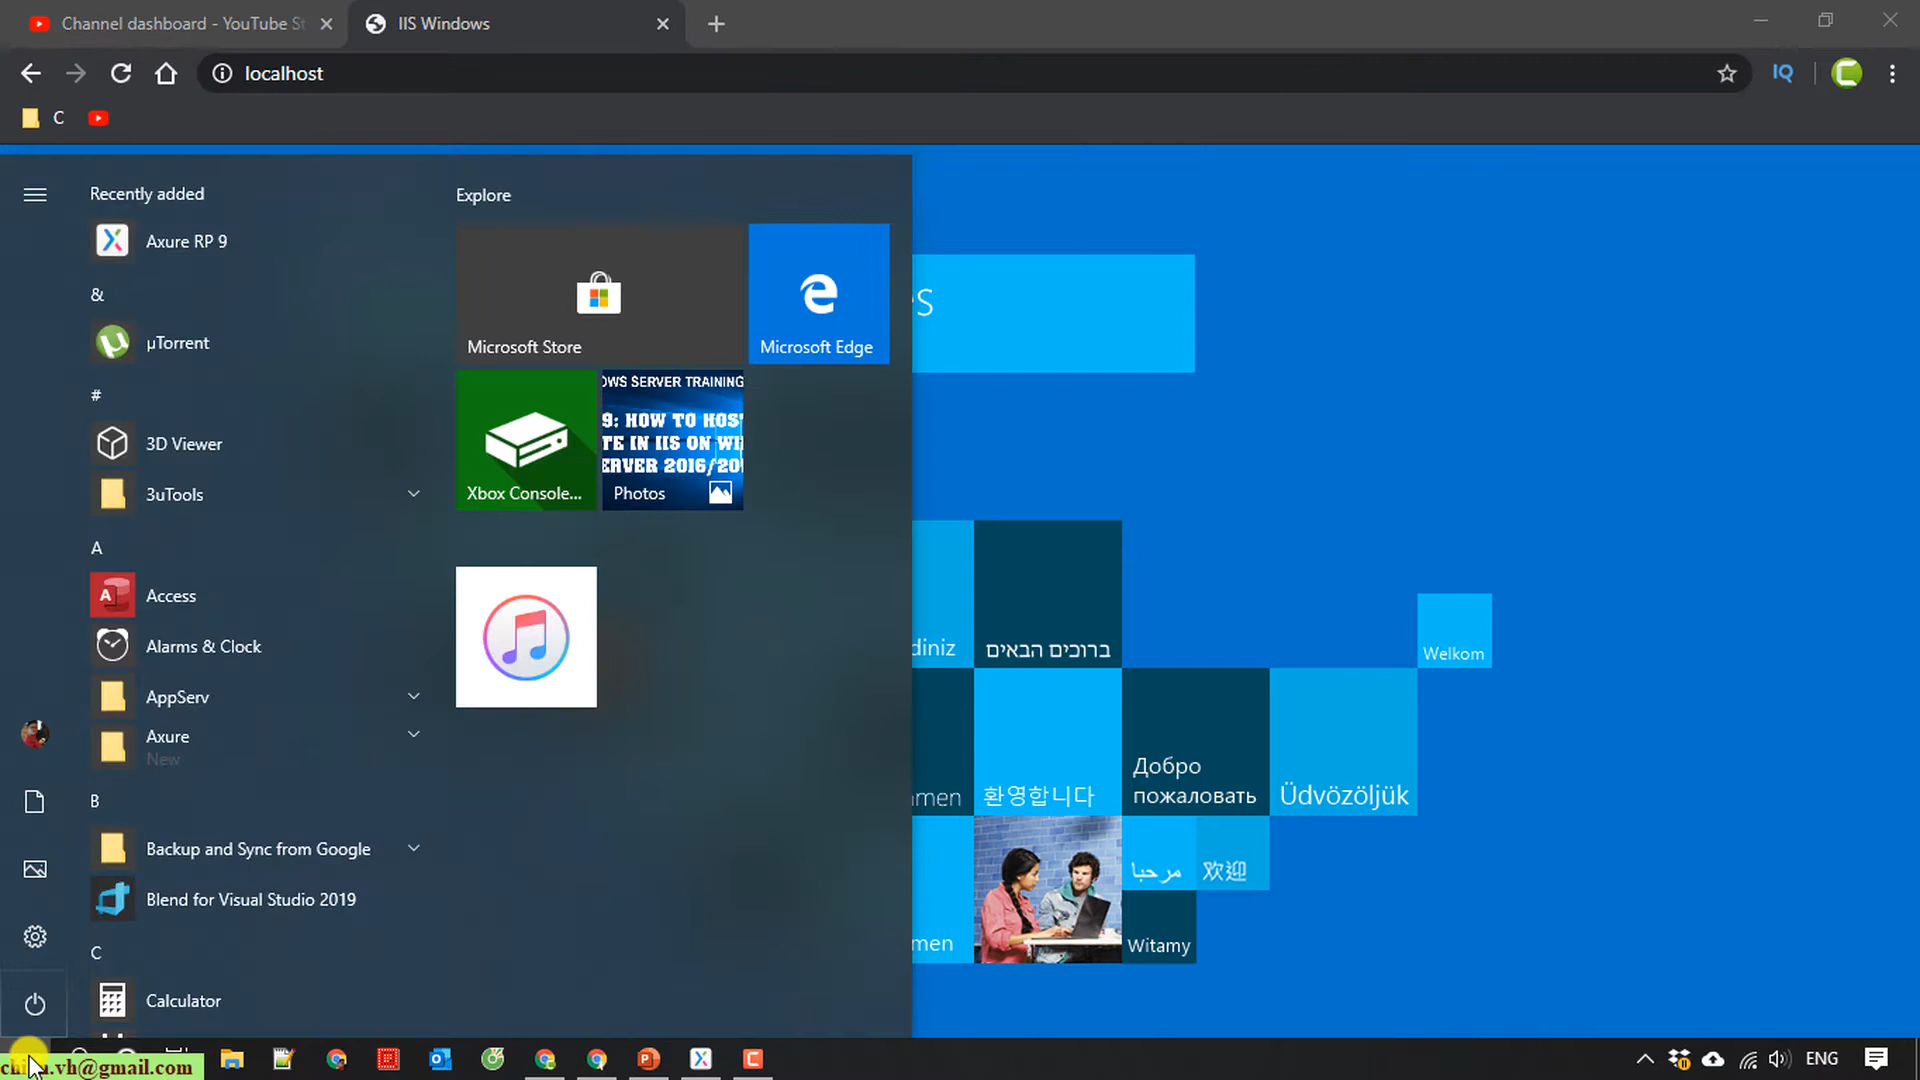 Channel dashboard - YouTube St
IIS Windows
localhost
IQ
C
Recently added
Axure RP 9
&
µTorrent
#
3D Viewer
3uTools
A
Access
Alarms & Clock
AppServ
Axure
New
B
Backup and Sync from Google
Blend for Visual Studio 2019
C
Calculator
Explore
Microsoft Store
Microsoft Edge
Xbox Console...
OWS SERVER TRAINING
9: HOW TO HOS
TE IN IIS ON WI
ERVER 2016/20
Photos
s
diniz
ברוכים הבאים
Welkom
men
환영합니다
Добро
пожаловать
Üdvözöljük
مرحبا
欢迎
men
Witamy
.vh@gmail.com
ENG